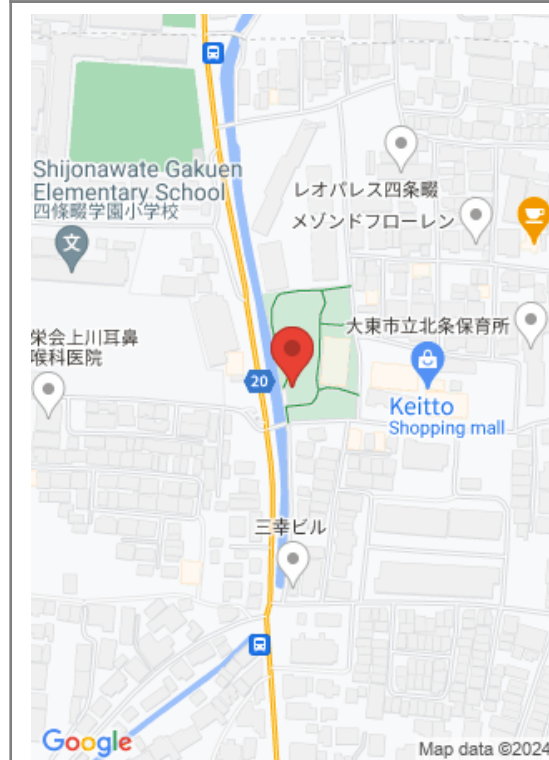 Shijonawate Gakuen
Elementary School
四條畷学園小学校
文
レオパレス四条畷
メゾンドフローレン
栄会上川耳鼻
喉科医院
20
大東市立北条保育所
Keitto
Shopping mall
三幸ビル
Google
Map data ©2024